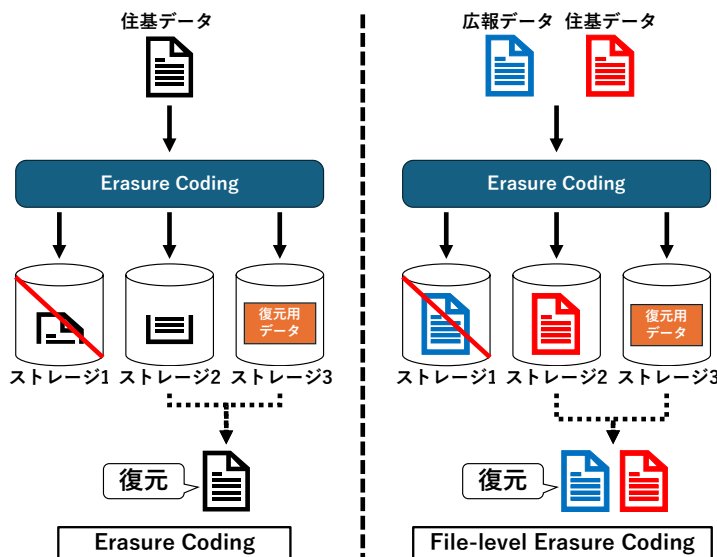 住基データ
Erasure Coding
復元用
データ
ストレージ1
ストレージ2
ストレージ3
復元
Erasure Coding
広報データ
住基データ
Erasure Coding
復元用
データ
ストレージ1
ストレージ2
ストレージ3
復元
File-level Erasure Coding